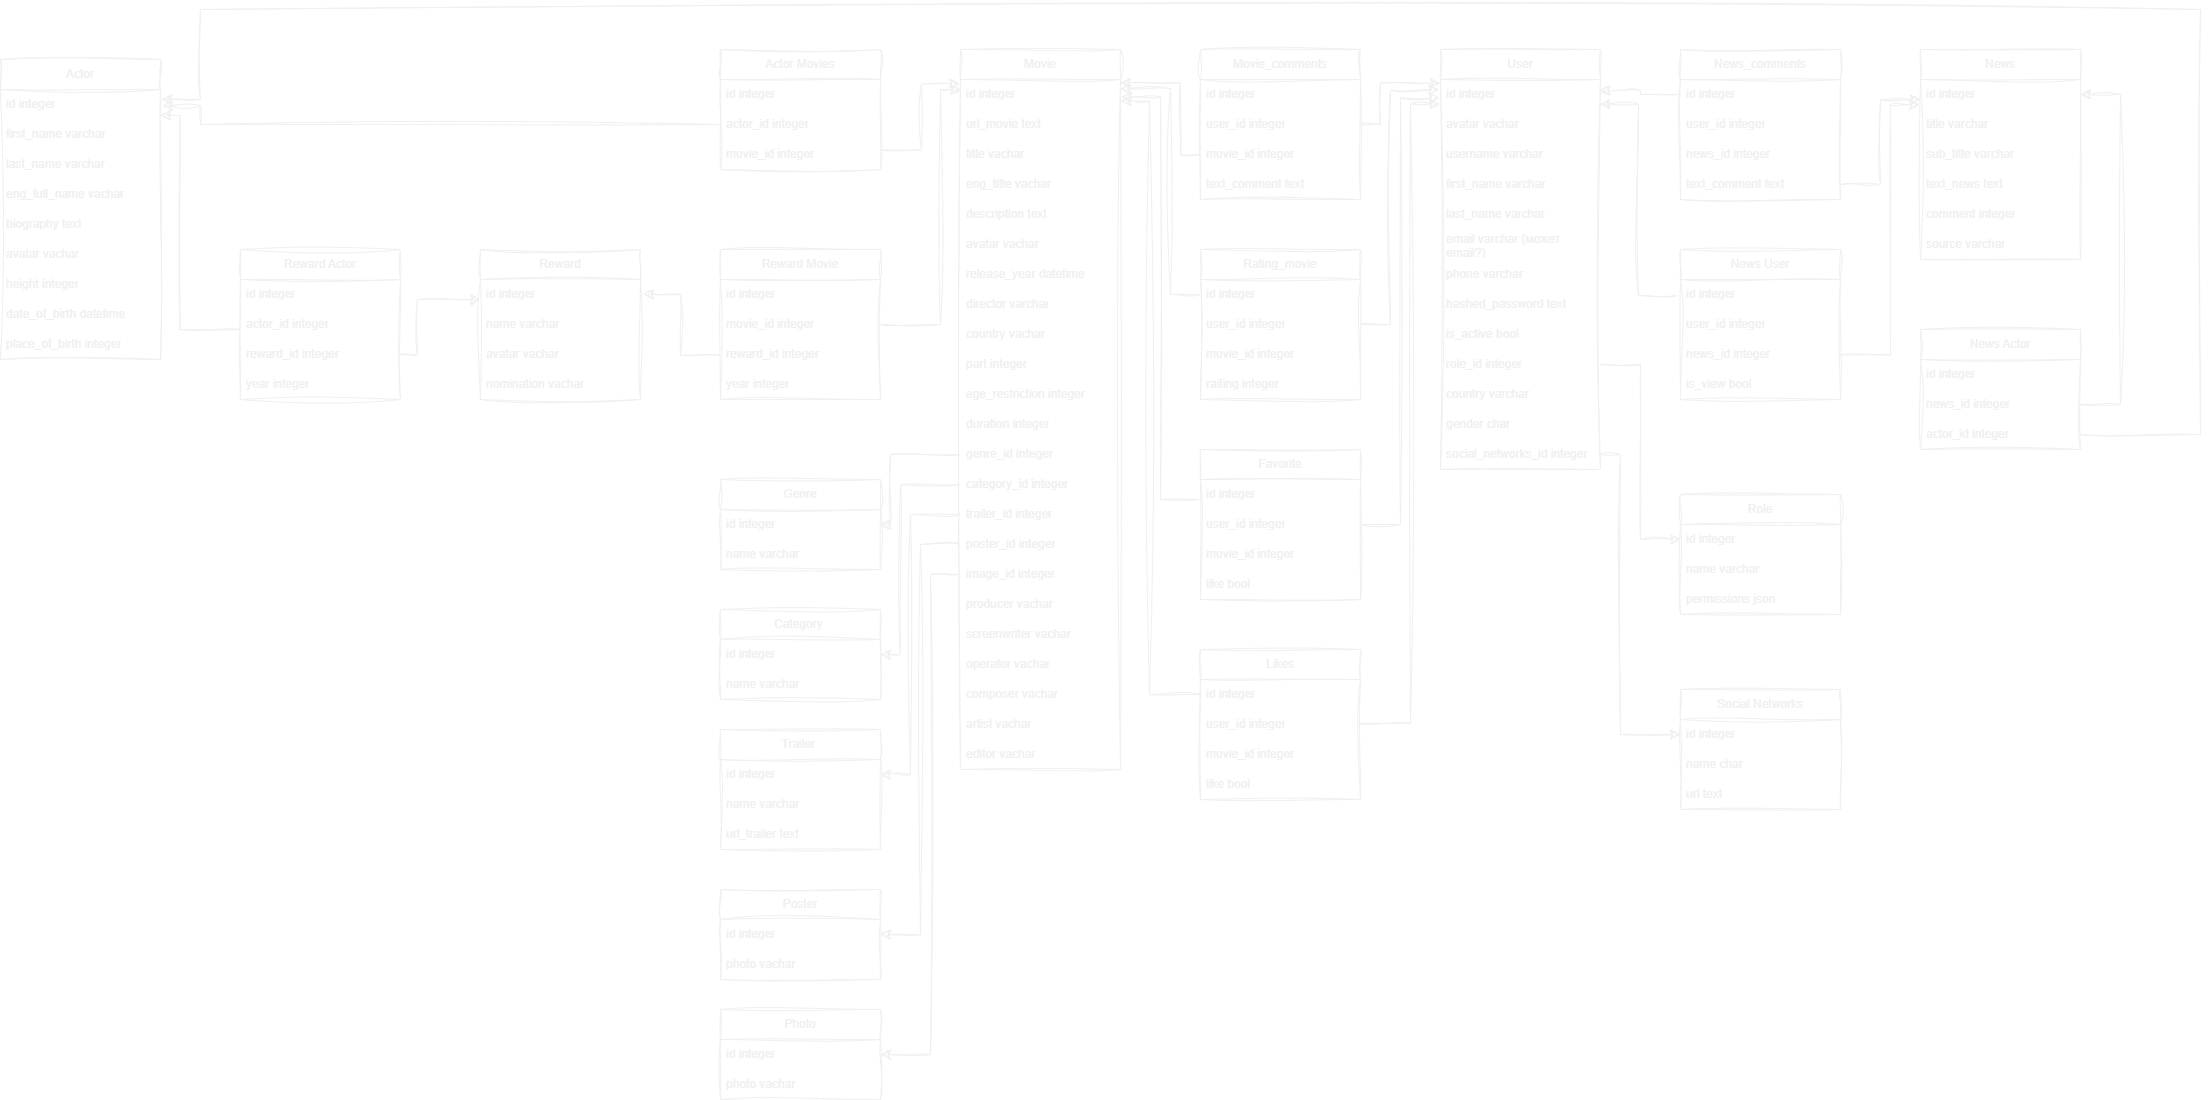 Actor
id integer
first_name varchar
last_name varchar
eng_full_name vachar
biography text
avatar vachar
height integer
date_of_birth datetime
place_of_birth integer
Reward Actor
id integer
actor_id integer
reward_id integer
year integer
Reward
id integer
name varchar
avatar vachar
nomination vachar
Actor Movies
id integer
actor_id integer
movie_id integer
Reward Movie
id integer
movie_id integer
reward_id integer
year integer
Genre
id integer
name varchar
Category
id integer
name varchar
Trailer
id integer
name varchar
url_trailer text
Poster
id integer
photo vachar
Photo
id integer
photo vachar
Movie
id integer
url_movie text
title vachar
eng_title vachar
description text
avatar vachar
release_year datetime
director varchar
country vachar
part integer
age_restriction integer
duration integer
genre_id integer
category_id integer
trailer_id integer
poster_id integer
image_id integer
producer vachar
screenwriter vachar
operator vachar
composer vachar
artist vachar
editor vachar
Movie_comments
id integer
user_id integer
movie_id integer
text_comment text
Rating_movie
id integer
user_id integer
movie_id integer
raiting integer
Favorite
id integer
user_id integer
movie_id integer
like bool
Likes
id integer
user_id integer
movie_id integer
like bool
User
id integer
avatar vachar
username varchar
first_name varchar
last_name varchar
email varchar (может
email?)
phone varchar
hashed_password text
is_active bool
role_id integer
country varchar
gender char
social_networks_id integer
News_comments
id integer
user_id integer
news_id integer
text_comment text
News User
id integer
user_id integer
news_id integer
is_view bool
Role
id integer
name varchar
permissions json
Social Networks
id integer
name char
url text
News
id integer
title varchar
sub_title varchar
text_news text
comment integer
source varchar
News Actor
id integer
news_id integer
actor_id integer